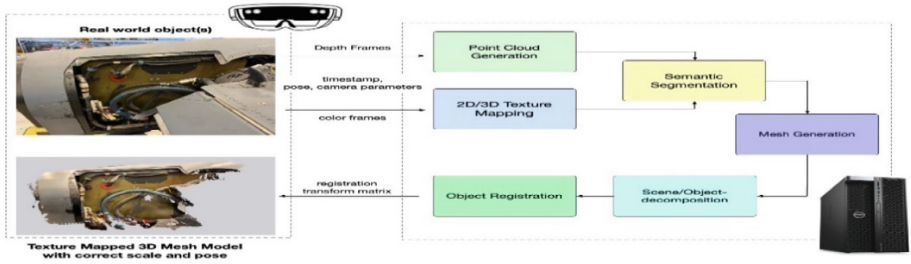 Real world object(s)
Depth Frames
timestamp,
pose, camera parameters
color frames
Point Cloud
Generation
2D/3D Texture
Mapping
Semantic
Segmentation
Mesh Generation
Scene/Object-
decomposition
Object Registration
registration
transform matrix
Texture Mapped 3D Mesh Model
with correct scale and pose